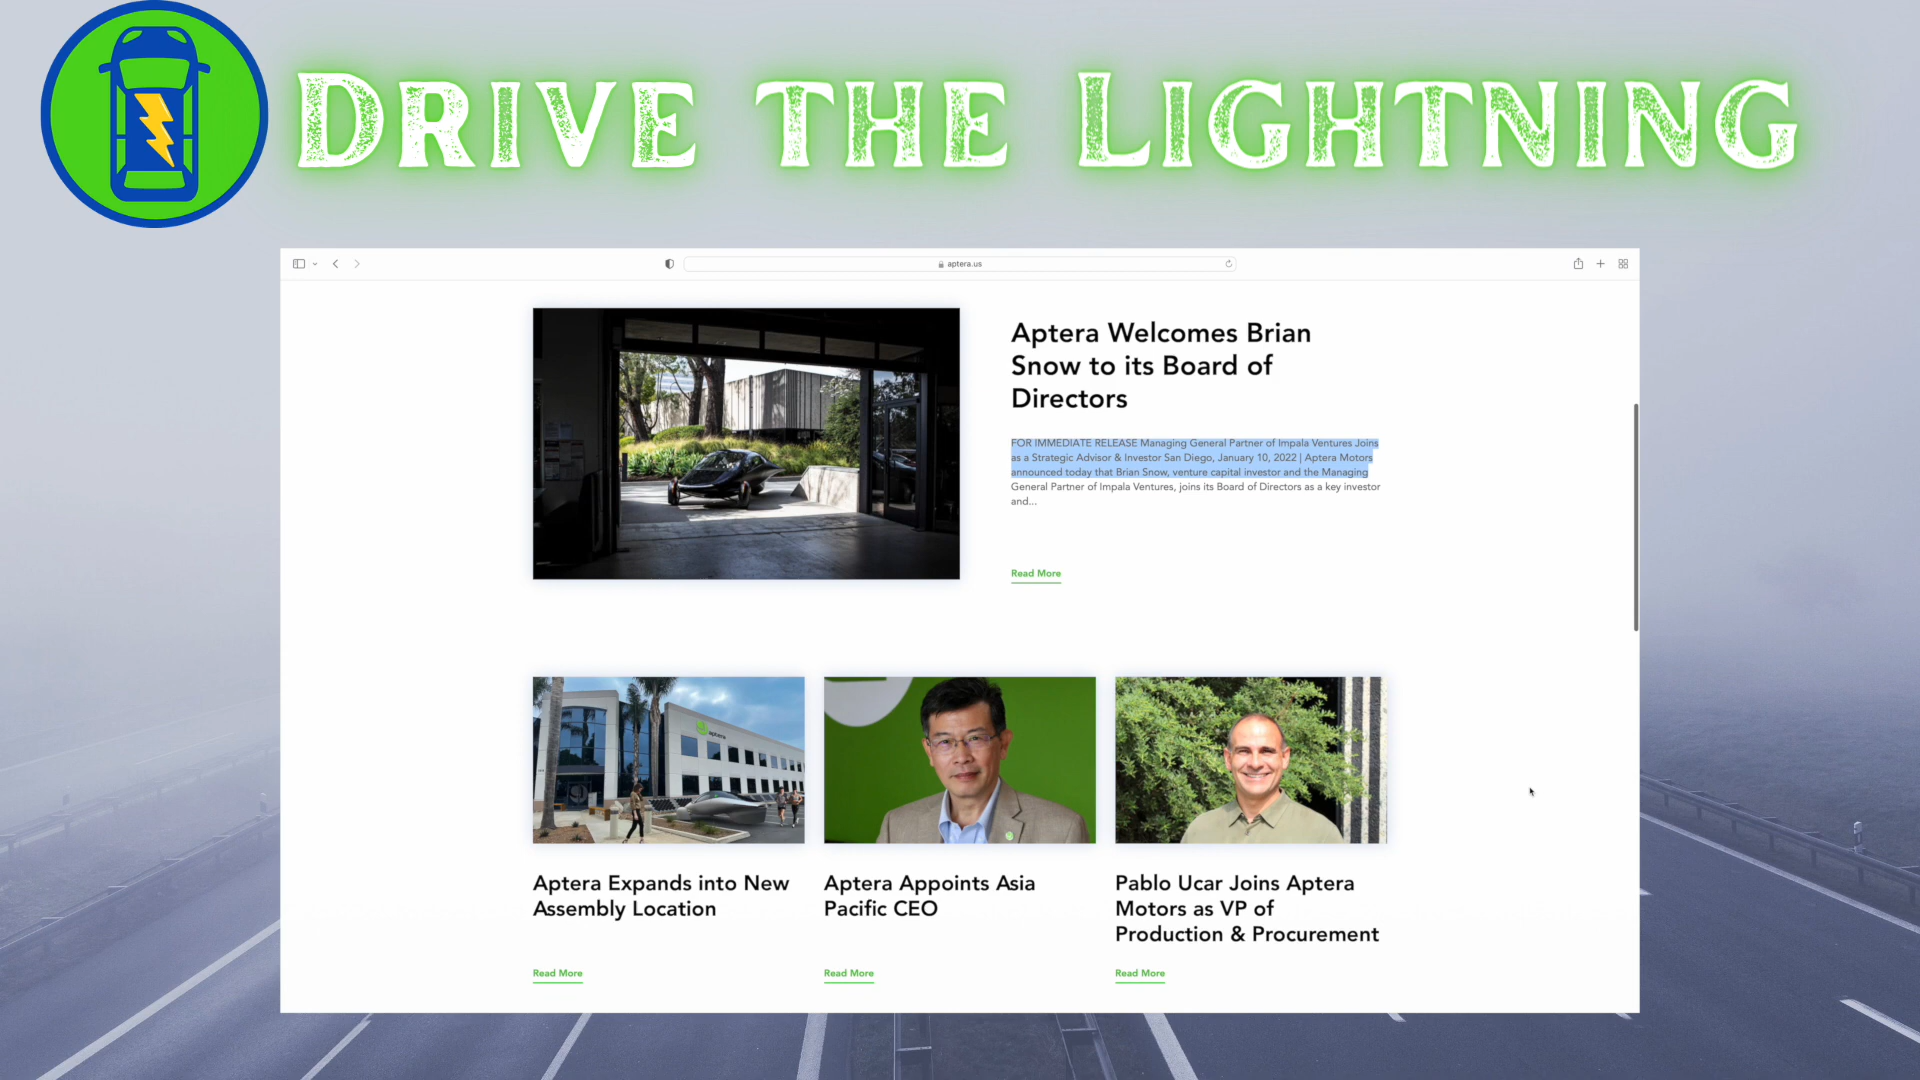 DRIVE THE LIGHTNING
aptera.us
Aptera Welcomes Brian
Snow to its Board of
Directors
FOR IMMEDIATE RELEASE Managing General Partner of Impala Ventures Joins
as a Strategic Advisor & Investor San Diego, January 10, 2022 | Aptera Motors
announced today that Brian Snow, venture capital investor and the Managing
General Partner of Impala Ventures, joins its Board of Directors as a key investor
and...
Read More
aptera
Aptera Expands into New
Assembly Location
Read More
Aptera Appoints Asia
Pacific CEO
Read More
Pablo Ucar Joins Aptera
Motors as VP of
Production & Procurement
Read More